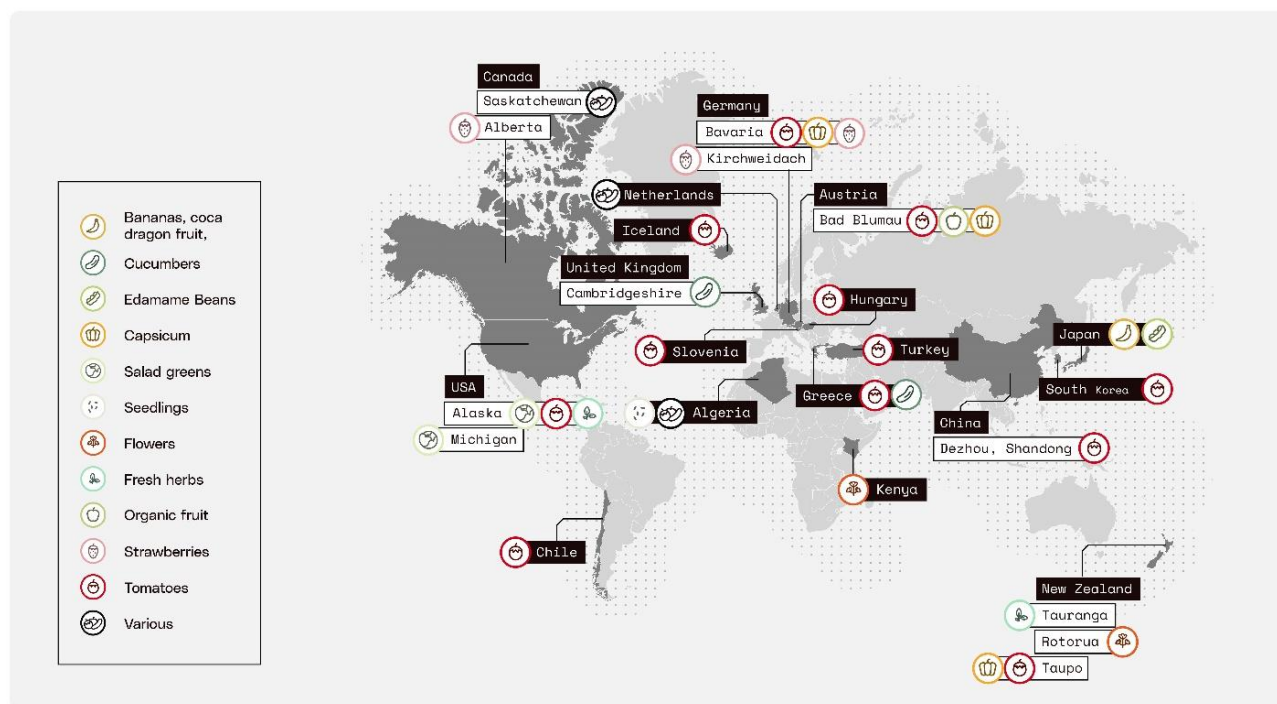 Bananas, coca
dragon fruit,
Cucumbers
Edamame Beans
Capsicum
Salad greens
Seedlings
Flowers
Fresh herbs
Organic fruit
Strawberries
Tomatoes
Various
Canada
Saskatchewan
Alberta
Germany
Bavaria
Kirchweidach
Netherlands
Iceland
Austria
Bad Blumau
United Kingdom
Cambridgeshire
Hungary
Slovenia
Turkey
Japan
South Korea
USA
Alaska
Michigan
Algeria
Greece
China
Dezhou, Shandong
Kenya
Chile
New Zealand
Tauranga
Rotorua
Taupo